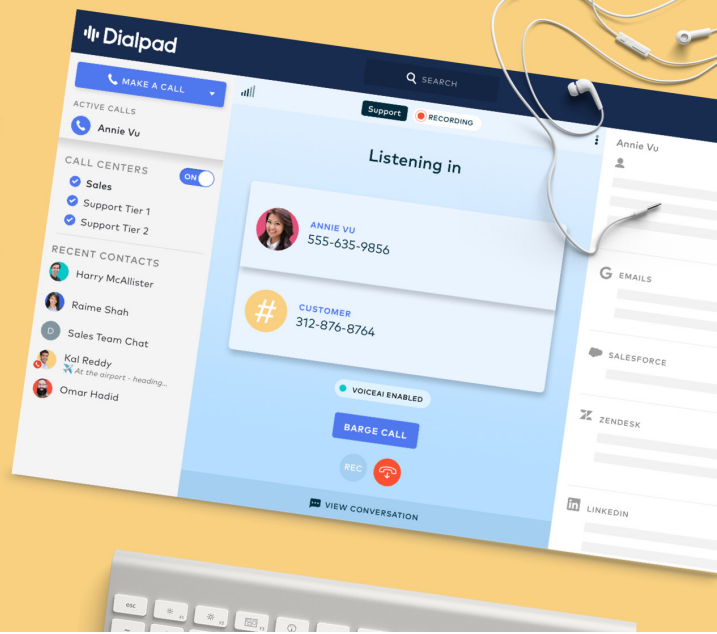 Dialpad
MAKE A CALL
ACTIVE CALLS
Annie Vu
CALL CENTERS
ON
Sales
Support Tier 1
Support Tier 2
RECENT CONTACTS
Harry McAllister
Raime Shah
D
Sales Team Chat
Kal Reddy
At the airport - heading...
Omar Hadid
SEARCH
Support
RECORDING
Listening in
ANNIE VU
555-635-9856
#
CUSTOMER
312-876-8764
VOICEAI ENABLED
BARGE CALL
REC
VIEW CONVERSATION
Annie Vu
G EMAILS
SALESFORCE
ZENDESK
in LINKEDIN
esc